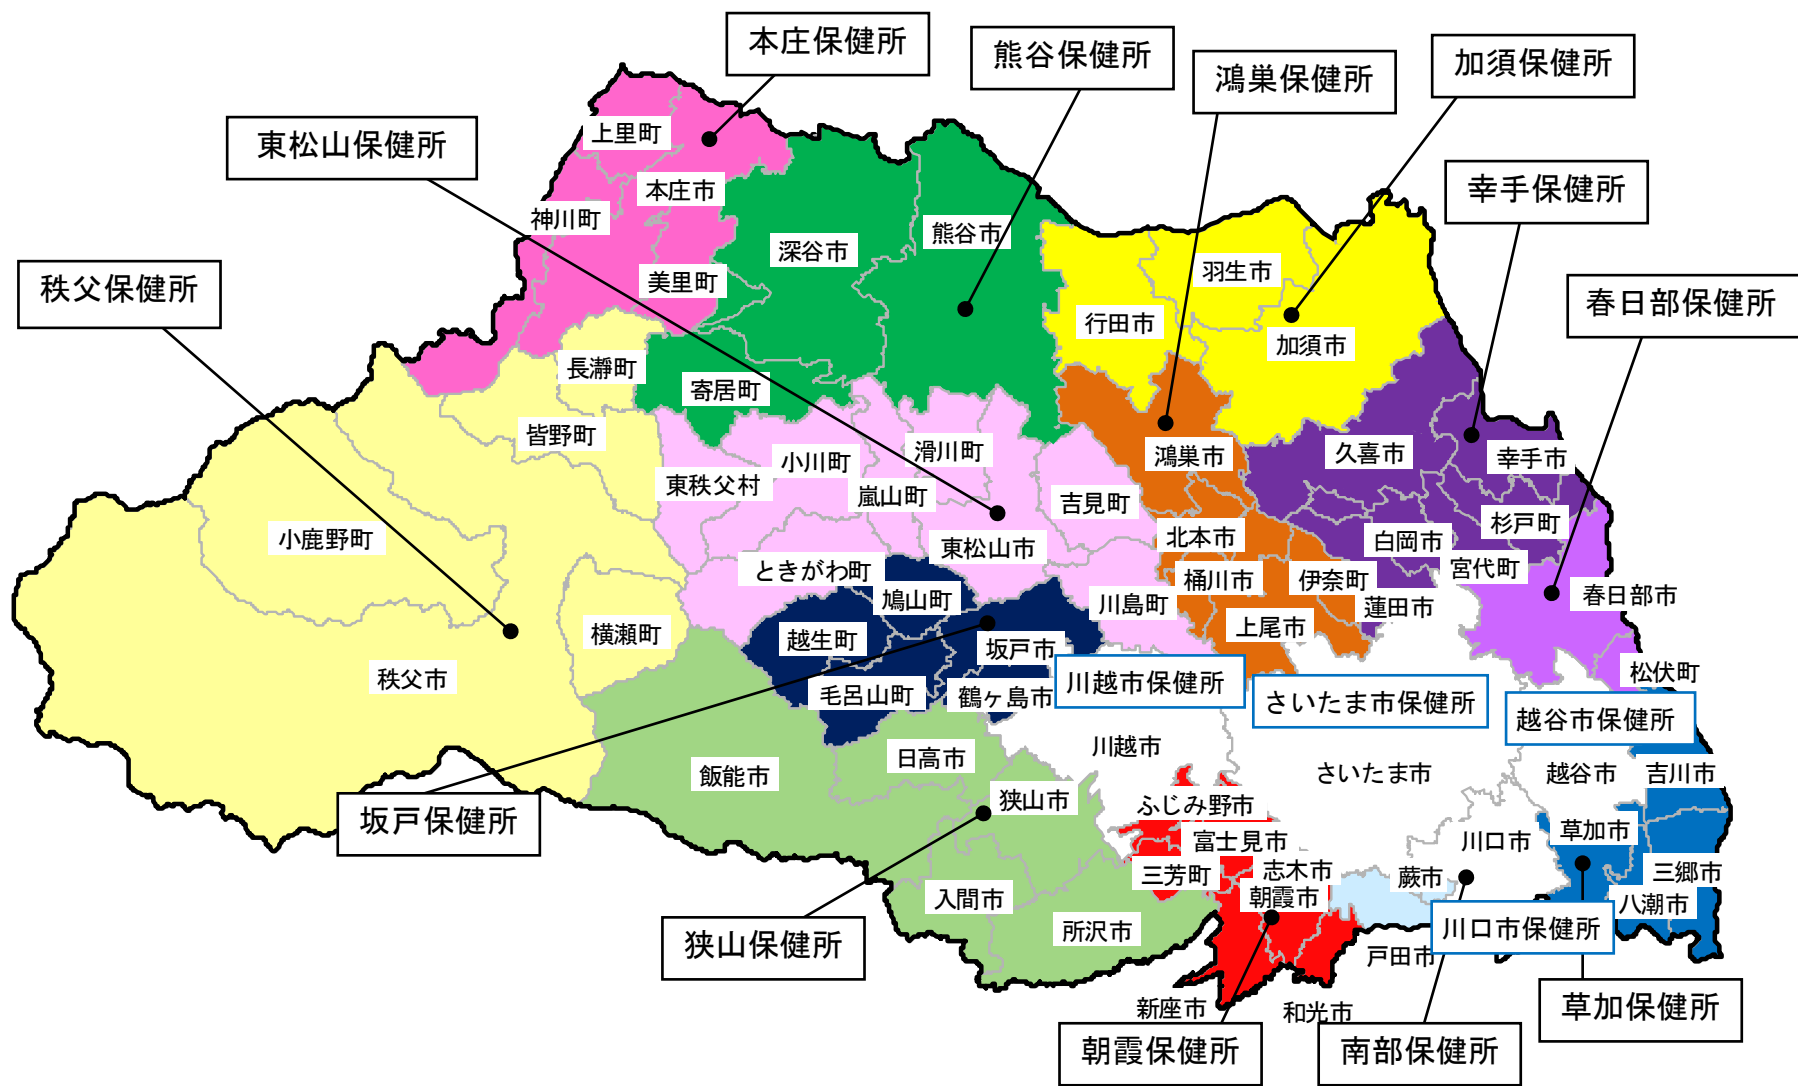 本庄保健所
熊谷保健所
鴻巣保健所
加須保健所
東松山保健所
幸手保健所
秩父保健所
春日部保健所
上里町
本庄市
神川町
美里町
深谷市
熊谷市
行田市
羽生市
加須市
長瀞町
寄居町
皆野町
東秩父村
小川町
滑川町
嵐山町
吉見町
鴻巣市
久喜市
幸手市
小鹿野町
東松山市
北本市
白岡市
杉戸町
ときがわ町
鳩山町
川島町
桶川市
伊奈町
宮代町
蓮田市
春日部市
横瀬町
越生町
坂戸市
上尾市
秩父市
毛呂山町
鶴ヶ島市
川越市保健所
さいたま市保健所
松伏町
越谷市保健所
飯能市
日高市
川越市
さいたま市
越谷市
吉川市
坂戸保健所
狭山市
ふじみ野市
富士見市
川口市
草加市
三芳町
志木市
蕨市
三郷市
入間市
朝霞市
八潮市
狭山保健所
所沢市
川口市保健所
戸田市
新座市
和光市
草加保健所
朝霞保健所
南部保健所